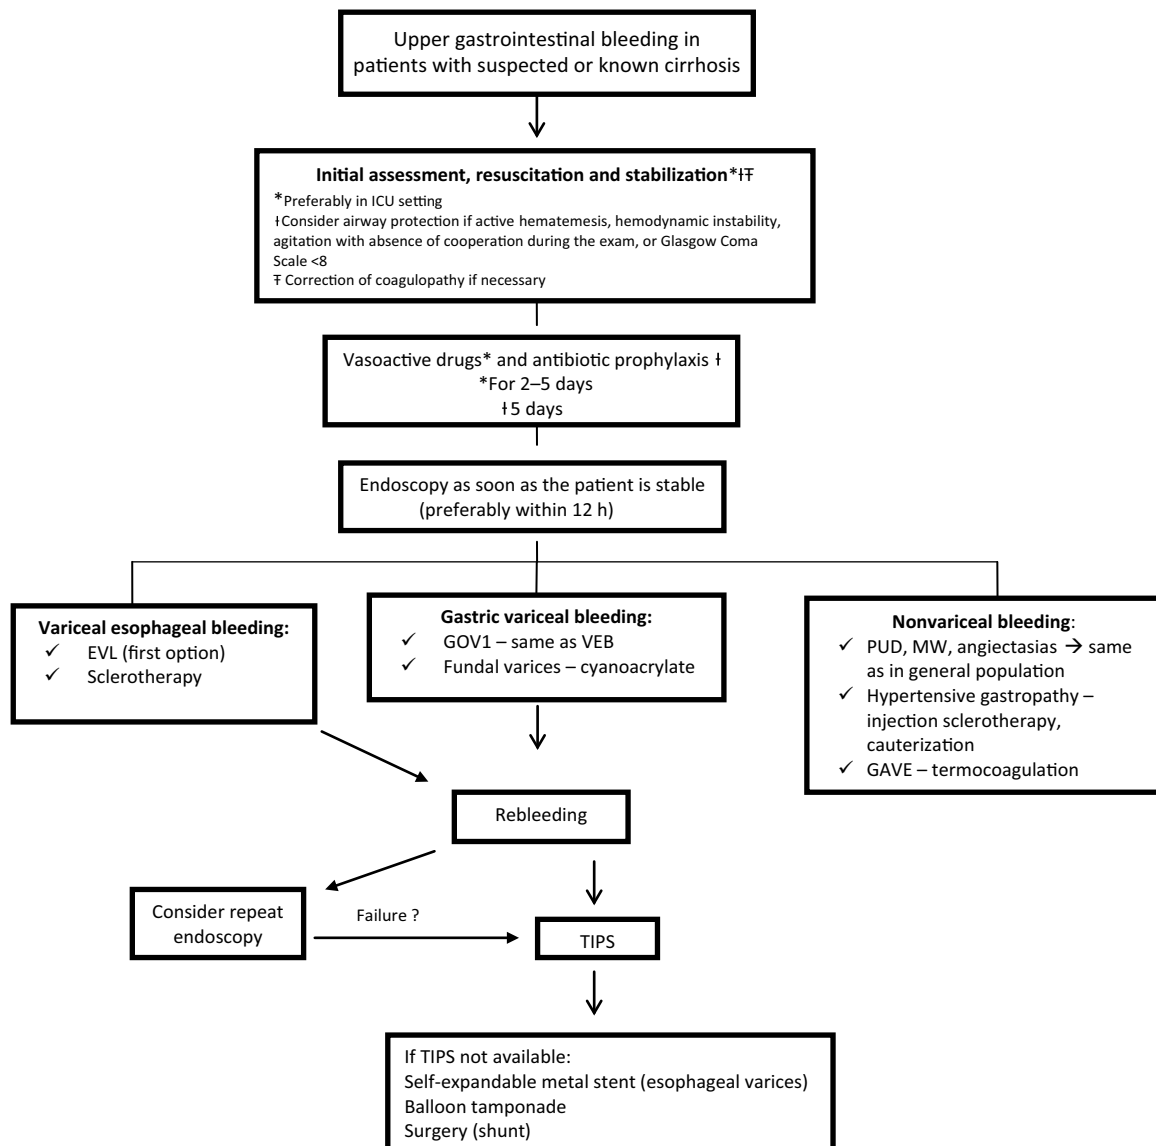 Upper gastrointestinal bleeding in
patients with suspected or known cirrhosis
Initial assessment, resuscitation and stabilization*ƗŦ
*Preferably in ICU setting
ƗConsider airway protection if active hematemesis, hemodynamic instability,
agitation with absence of cooperation during the exam, or Glasgow Coma
Scale <8
Ŧ Correction of coagulopathy if necessary
Vasoactive drugs* and antibiotic prophylaxis Ɨ
*For 2–5 days
Ɨ5 days
Endoscopy as soon as the patient is stable
(preferably within 12 h)
Variceal esophageal bleeding:
✓ EVL (first option)
✓ Sclerotherapy
Gastric variceal bleeding:
✓ GOV1 – same as VEB
✓ Fundal varices – cyanoacrylate
Nonvariceal bleeding:
✓ PUD, MW, angiectasias → same
as in general population
✓ Hypertensive gastropathy –
injection sclerotherapy,
cauterization
✓ GAVE – termocoagulation
Rebleeding
Consider repeat
endoscopy
Failure ?
TIPS
If TIPS not available:
Self-expandable metal stent (esophageal varices)
Balloon tamponade
Surgery (shunt)